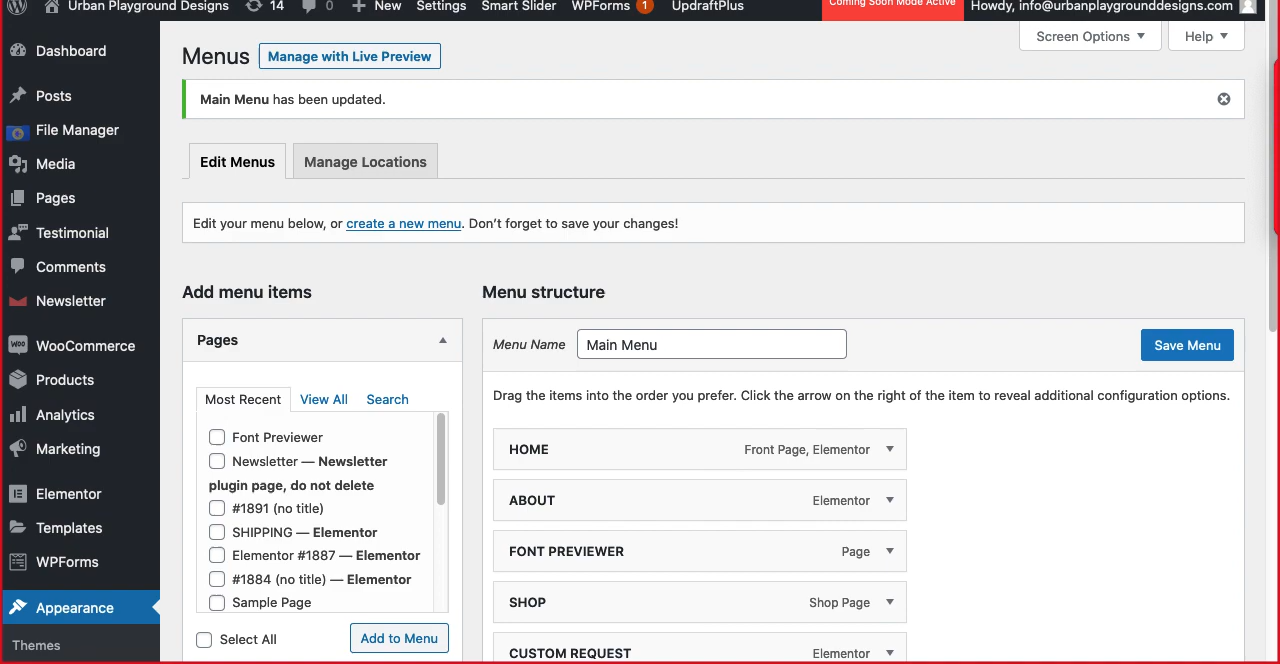 Urban Playground Designs 14 0 New Settings Smart Slider WPForms 1 UpdraftPlus Coming Soon Mode Active Howdy, info@urbanplaygrounddesigns.com
Screen Options
Help
Dashboard
Posts
File Manager
Media
Pages
Testimonial
Comments
Newsletter
WOO WooCommerce
Products
Analytics
Marketing
Elementor
Templates
WPForms
Appearance
Themes
Menus
Manage with Live Preview
Main Menu has been updated.
Edit Menus
Manage Locations
Edit your menu below, or create a new menu. Don’t forget to save your changes!
Add menu items
Pages
Most Recent View All Search
Font Previewer
Newsletter — Newsletter
plugin page, do not delete
#1891 (no title)
SHIPPING — Elementor
Elementor #1887 — Elementor
#1884 (no title) — Elementor
Sample Page
Select All
Add to Menu
Menu structure
Menu Name Main Menu
Save Menu
Drag the items into the order you prefer. Click the arrow on the right of the item to reveal additional configuration options.
HOME Front Page, Elementor
ABOUT Elementor
FONT PREVIEWER Page
SHOP Shop Page
CUSTOM REQUEST Elementor